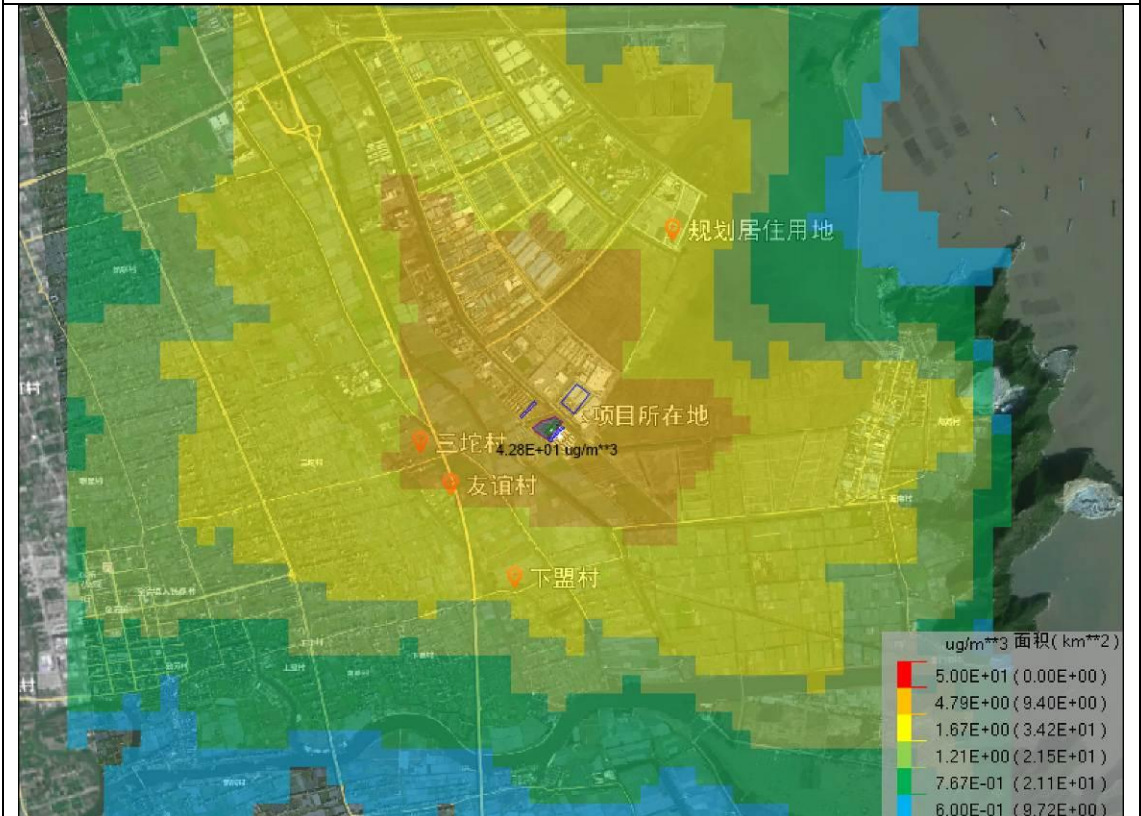 规划居住用地
项目所在地
三坨村
4.28E+01 ug/m**3
友谊村
下盟村
ug/m**3 面积(km**2)
5.00E+01 (0.00E+00)
4.79E+00 (9.40E+00)
1.67E+00 (3.42E+01)
1.21E+00 (2.15E+01)
7.67E-01 (2.11E+01)
6.00E-01 (9.72E+00)